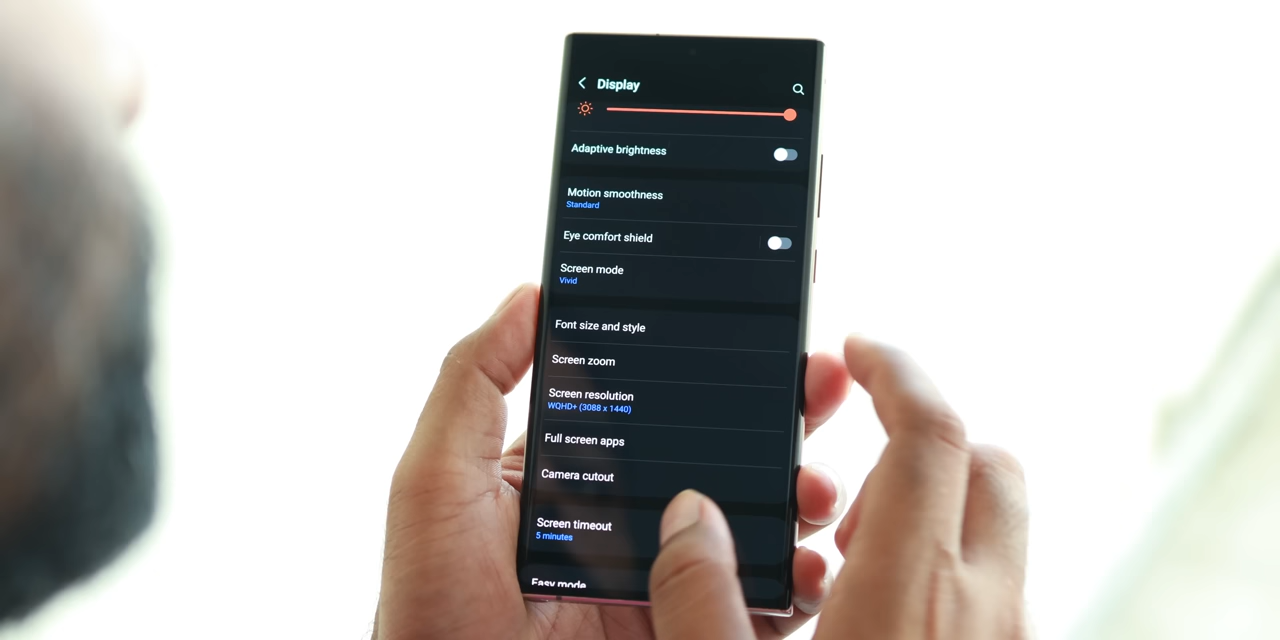 Display
Adaptive brightness
Motion smoothness
Standard
Eye comfort shield
Screen mode
Vivid
Font size and style
Screen zoom
Screen resolution
WQHD+ (3088 x 1440)
Full screen apps
Camera cutout
Screen timeout
5 minutes
Easy mode